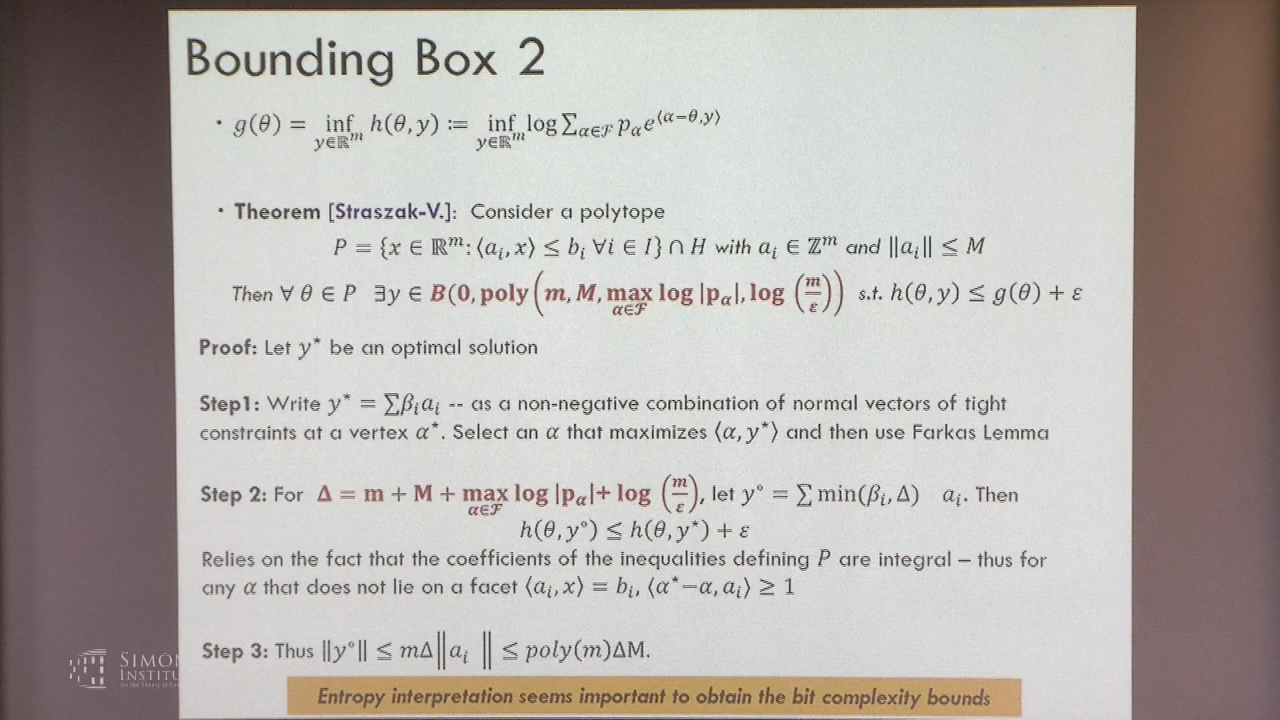 Bounding Box 2
• g(θ) = inf_{y∈ℝ^m} h(θ, y) ≔ inf_{y∈ℝ^m} log ∑_{α∈ℱ} p_α e^{⟨α−θ,y⟩}
• Theorem [Straszak-V.]: Consider a polytope
P = {x ∈ ℝ^m: ⟨a_i, x⟩ ≤ b_i ∀i ∈ I} ∩ H with a_i ∈ ℤ^m and ||a_i|| ≤ M
Then ∀ θ ∈ P ∃y ∈ B(0, poly(m, M, max_{α∈ℱ} log |p_α|, log (m/ε)) s.t. h(θ, y) ≤ g(θ) + ε
Proof: Let y* be an optimal solution
Step1: Write y* = ∑β_i a_i -- as a non-negative combination of normal vectors of tight
constraints at a vertex α*. Select an α that maximizes ⟨α, y*⟩ and then use Farkas Lemma
Step 2: For Δ = m + M + max_{α∈ℱ} log |p_α| + log (m/ε), let y° = ∑ min(β_i, Δ) a_i. Then
h(θ, y°) ≤ h(θ, y*) + ε
Relies on the fact that the coefficients of the inequalities defining P are integral – thus for
any α that does not lie on a facet ⟨a_i, x⟩ = b_i, ⟨α*−α, a_i⟩ ≥ 1
Step 3: Thus ||y°|| ≤ mΔ||a_i || ≤ poly(m)ΔM.
Entropy interpretation seems important to obtain the bit complexity bounds